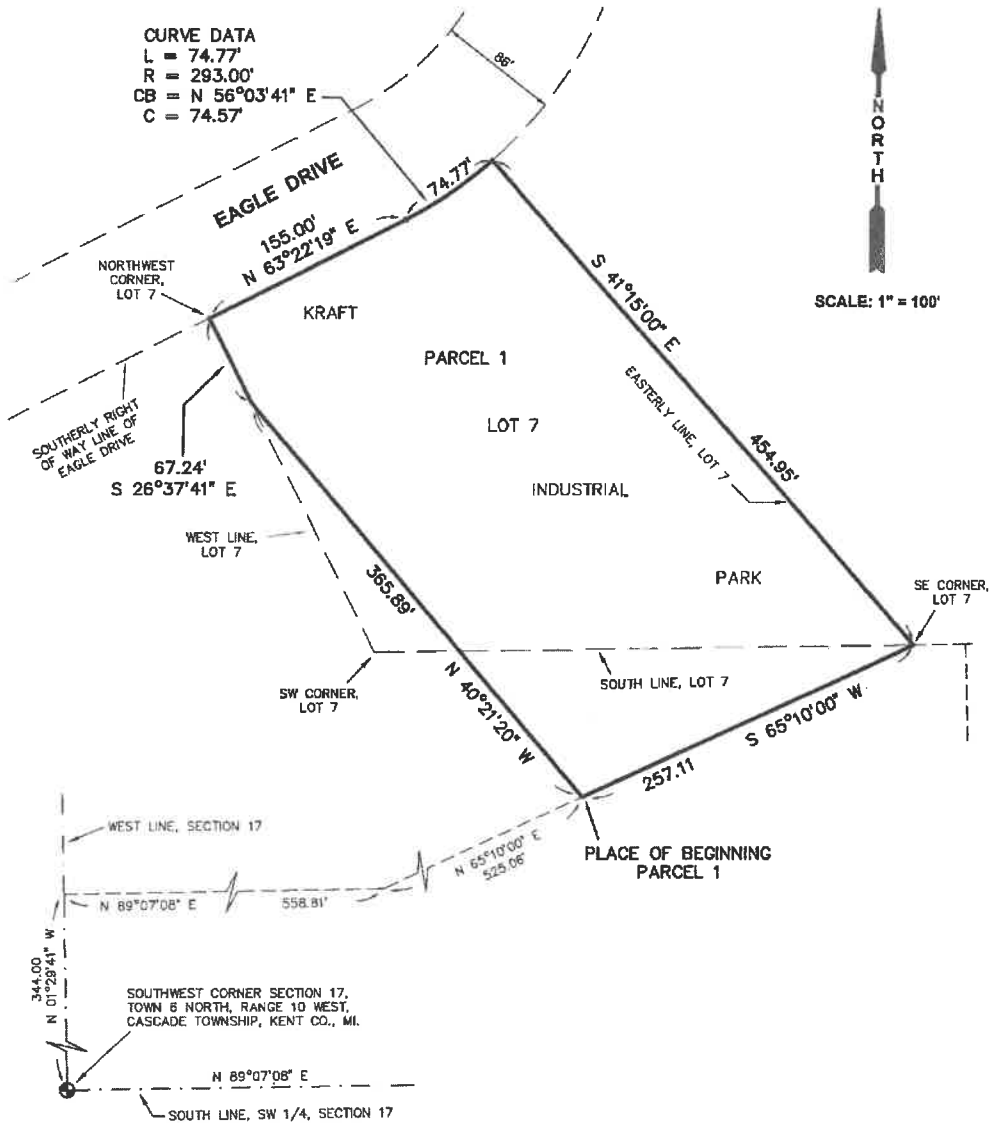 CURVE DATA
L = 74.77'
R = 293.00'
CB = N 56°03'41" E
C = 74.57'
86'
NORTH
SCALE: 1" = 100'
EAGLE DRIVE
74.77'
155.00'
N 63°22'19" E
NORTHWEST
CORNER,
LOT 7
KRAFT
S 41°15'00" E
PARCEL 1
EASTERLY LINE, LOT 7
LOT 7
454.95'
SOUTHERLY RIGHT
OF WAY LINE OF
EAGLE DRIVE
67.24'
S 26°37'41" E
INDUSTRIAL
WEST LINE,
LOT 7
365.89'
PARK
SE CORNER,
LOT 7
SW CORNER,
LOT 7
N 40°21'20" W
SOUTH LINE, LOT 7
S 65°10'00" W
257.11
PLACE OF BEGINNING
PARCEL 1
WEST LINE, SECTION 17
N 65°10'00" E
525.06'
N 89°07'08" E
558.81'
344.00
N 01°29'41" W
SOUTHWEST CORNER SECTION 17,
TOWN 6 NORTH, RANGE 10 WEST,
CASCADE TOWNSHIP, KENT CO., MI.
N 89°07'08" E
SOUTH LINE, SW 1/4, SECTION 17